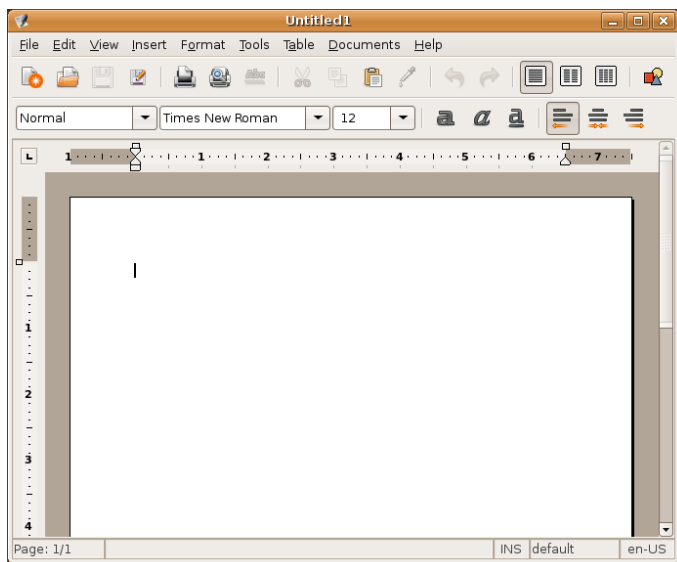 Untitled1
File Edit View Insert Format Tools Table Documents Help
Normal Times New Roman 12 a a a
L 1 1 2 3 4 5 6 7
1
2
3
4
Page: 1/1 INS default en-US